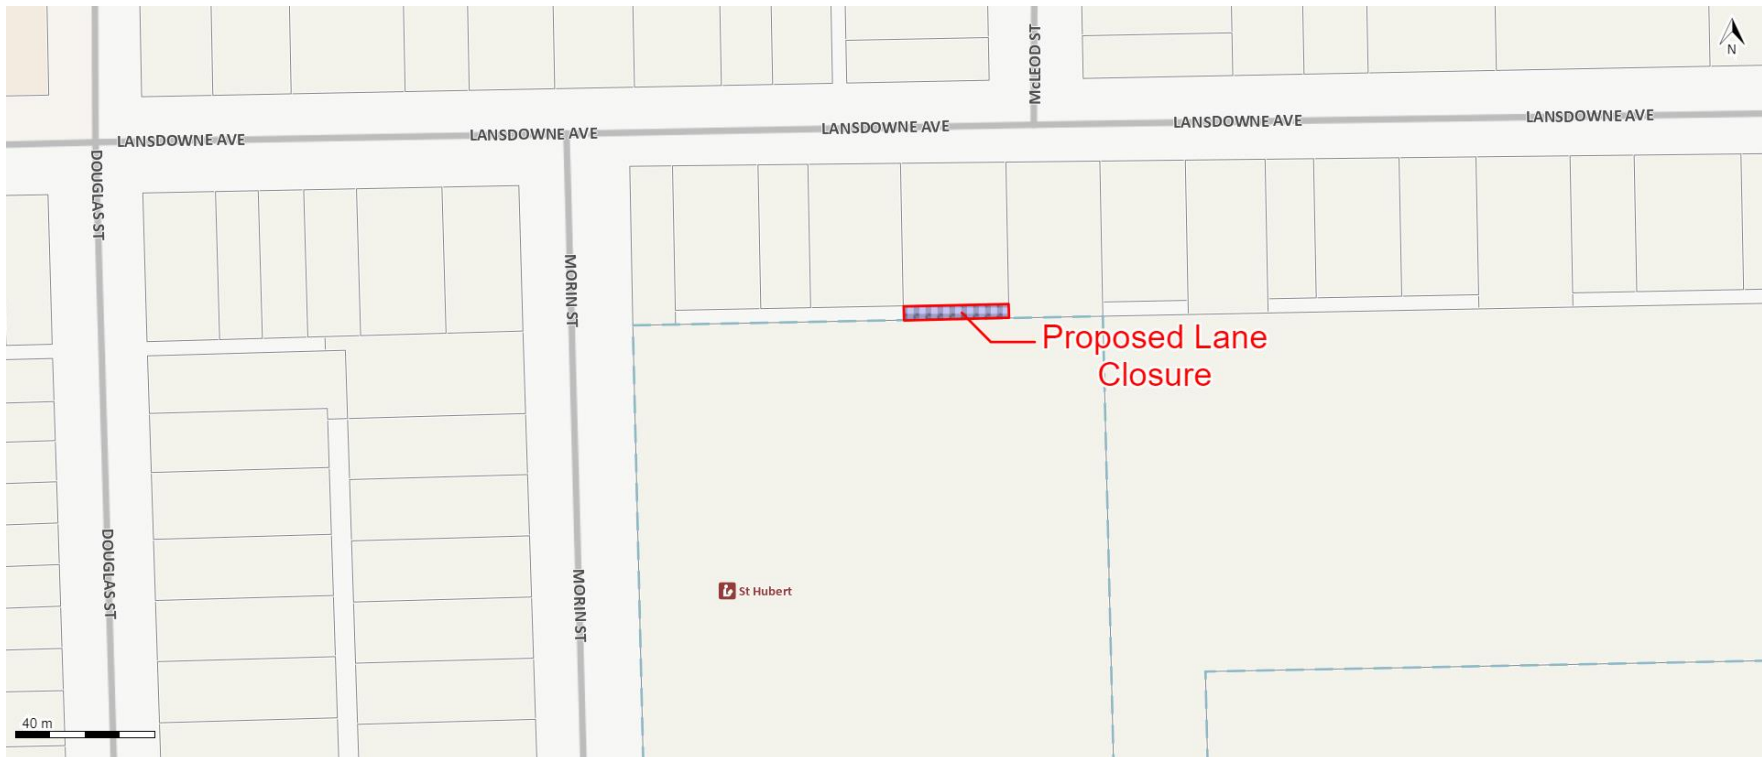 N
McLEOD ST
LANSDOWNE AVE
LANSDOWNE AVE
LANSDOWNE AVE
LANSDOWNE AVE
LANSDOWNE AVE
DOUGLAS ST
MORIN ST
Proposed Lane
Closure
DOUGLAS ST
MORIN ST
St Hubert
40 m